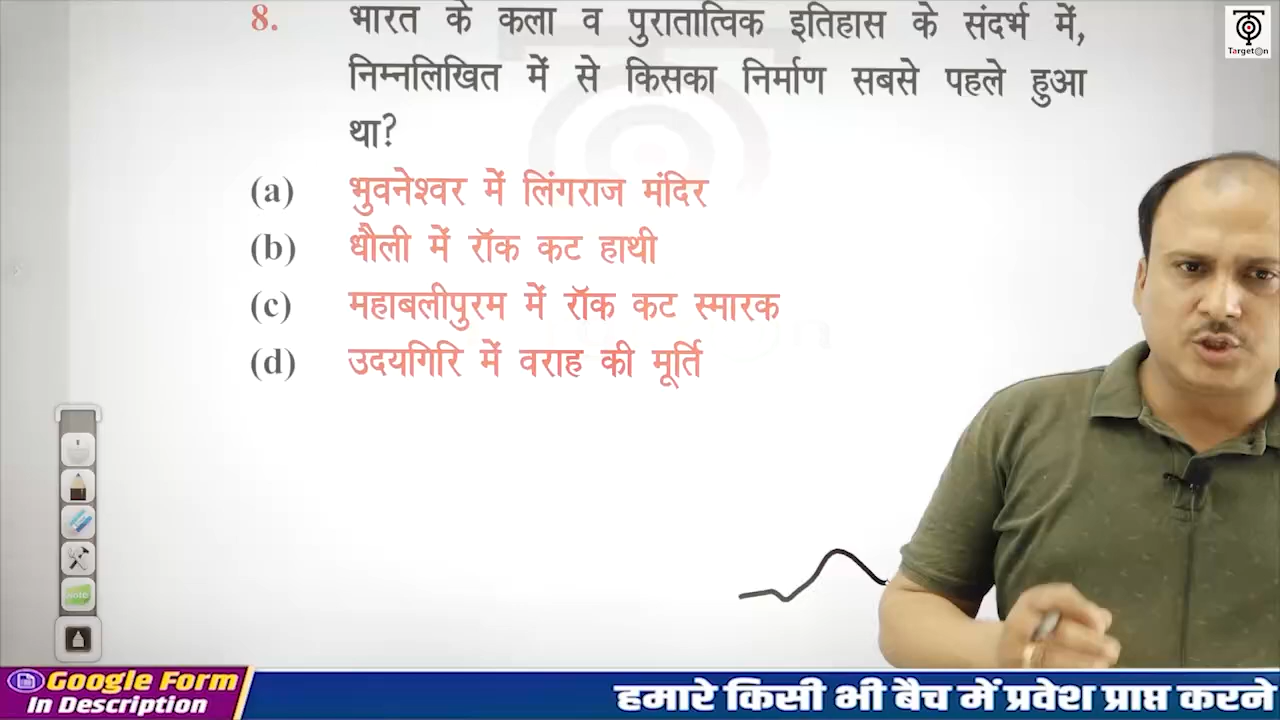 8. भारत के कला व पुरातात्विक इतिहास के संदर्भ में,
निम्नलिखित में से किसका निर्माण सबसे पहले हुआ
था?
(a) भुवनेश्वर में लिंगराज मंदिर
(b) धौली में रॉक कट हाथी
(c) महाबलीपुरम में रॉक कट स्मारक
(d) उदयगिरि में वराह की मूर्ति
TargetOn
Google Form
In Description
हमारे किसी भी बैच में प्रवेश प्राप्त करने